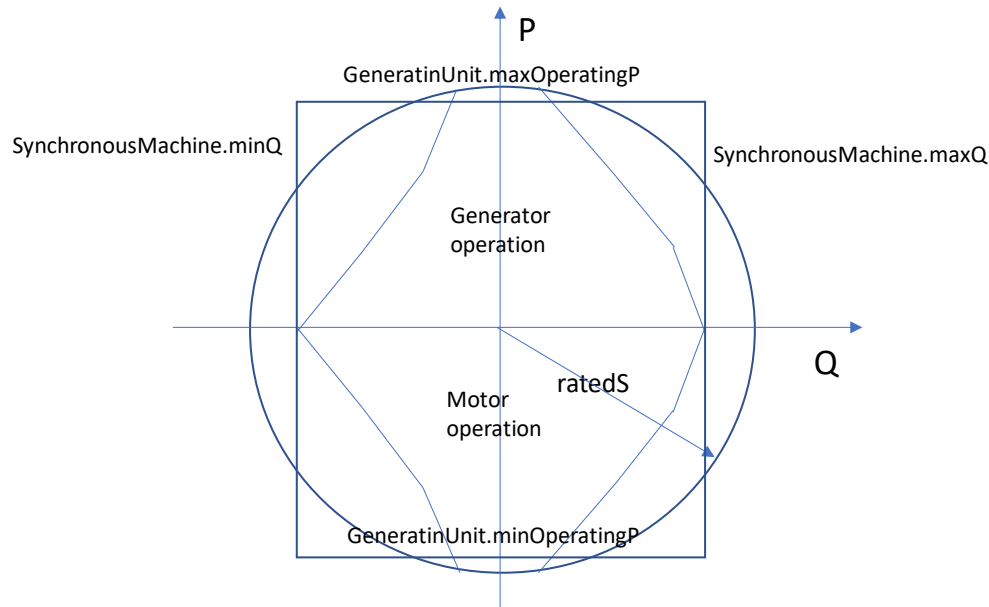 P
GeneratinUnit.maxOperatingP
SynchronousMachine.minQ
SynchronousMachine.maxQ
Generator
operation
Q
ratedS
Motor
operation
GeneratinUnit.minOperatingP